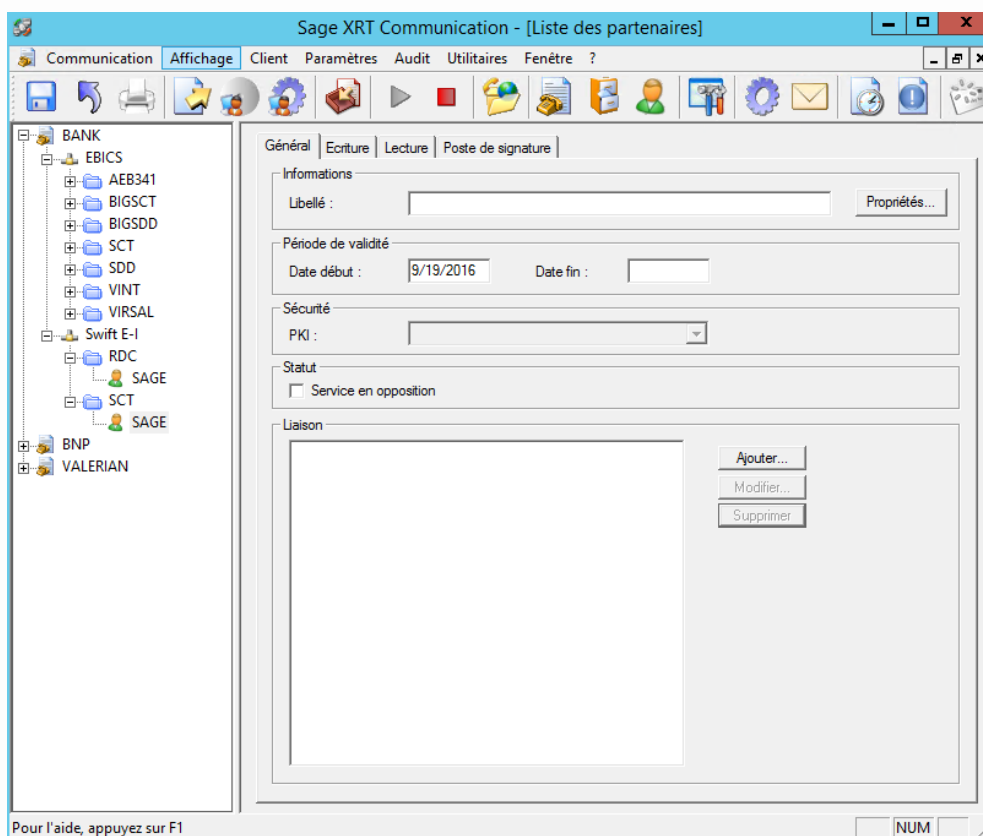 Sage XRT Communication - [Liste des partenaires]
Communication Affichage Client Paramètres Audit Utilitaires Fenêtre ?
BANK
EBICS
AEB341
BIGSCT
BIGSDD
SCT
SDD
VINT
VIRSAL
Swift E-I
RDC
SAGE
SCT
SAGE
BNP
VALERIAN
Général Ecriture Lecture Poste de signature
Informations
Libellé : Propriétés...
Période de validité
Date début : 9/19/2016 Date fin :
Sécurité
PKI :
Statut
Service en opposition
Liaison
Ajouter...
Modifier...
Supprimer
Pour l'aide, appuyez sur F1
NUM